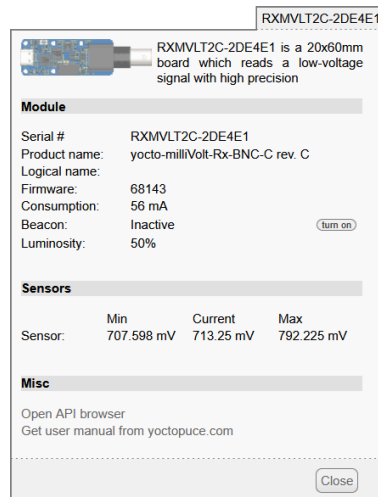 RXMVLT2C-2DE4E1
RXMVLT2C-2DE4E1 is a 20x60mm
board which reads a low-voltage
signal with high precision
Module
Serial # RXMVLT2C-2DE4E1
Product name: yocto-milliVolt-Rx-BNC-C rev. C
Logical name:
Firmware: 68143
Consumption: 56 mA
Beacon: Inactive turn on
Luminosity: 50%
Sensors
Min Current Max
Sensor: 707.598 mV 713.25 mV 792.225 mV
Misc
Open API browser
Get user manual from yoctopuce.com
Close